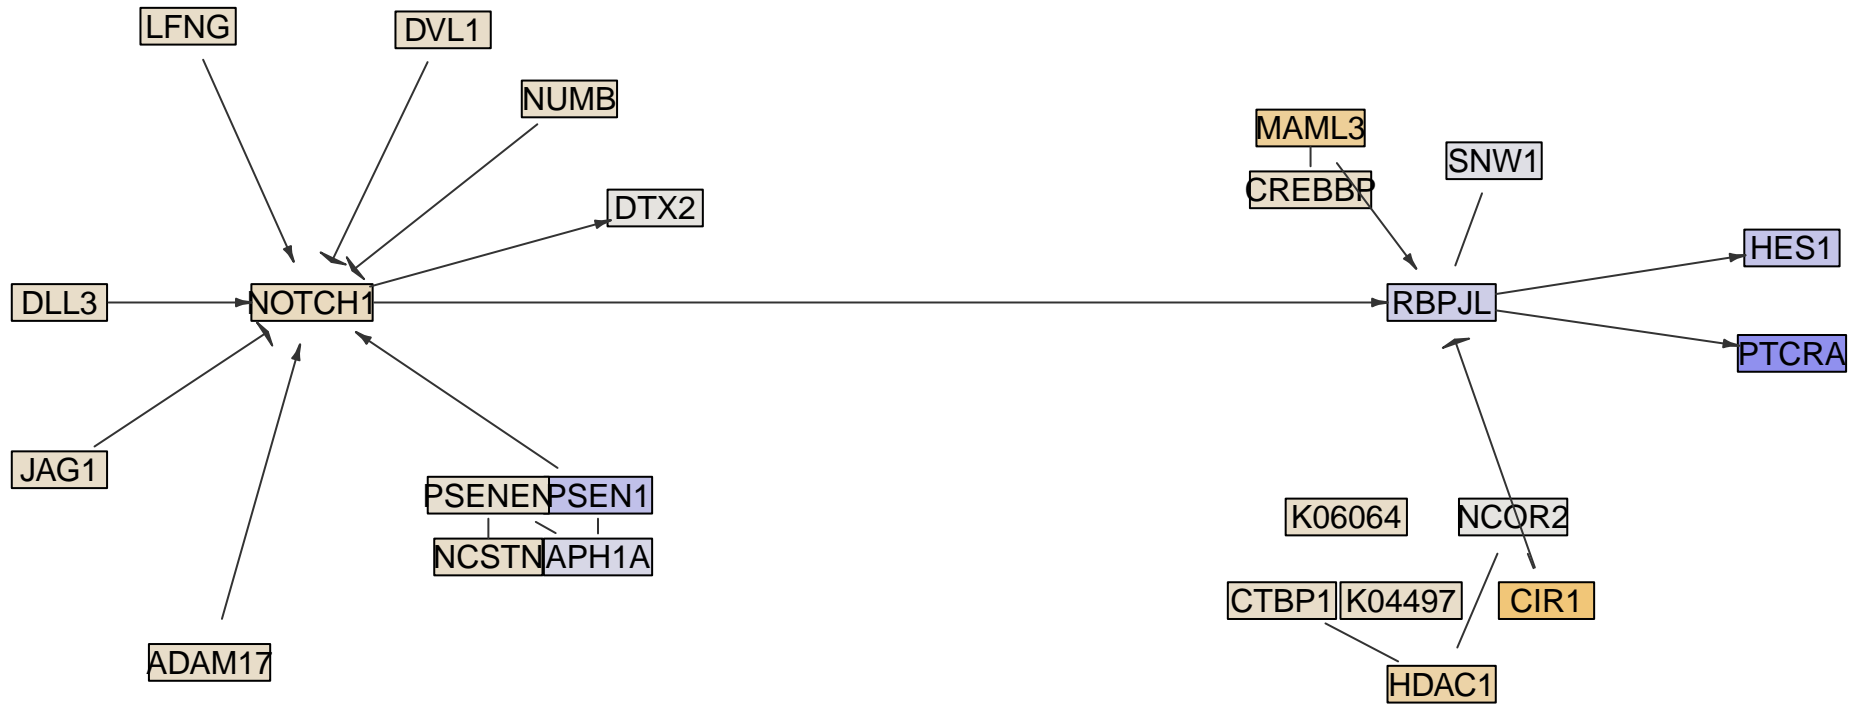 LFNG
DVL1
NUMB
MAML3
SNW1
CREBBP
DTX2
HES1
DLL3
NOTCH1
RBPJL
PTCRA
JAG1
PSENEN
PSEN1
K06064
NCOR2
NCSTN
APH1A
CTBP1
K04497
CIR1
ADAM17
HDAC1